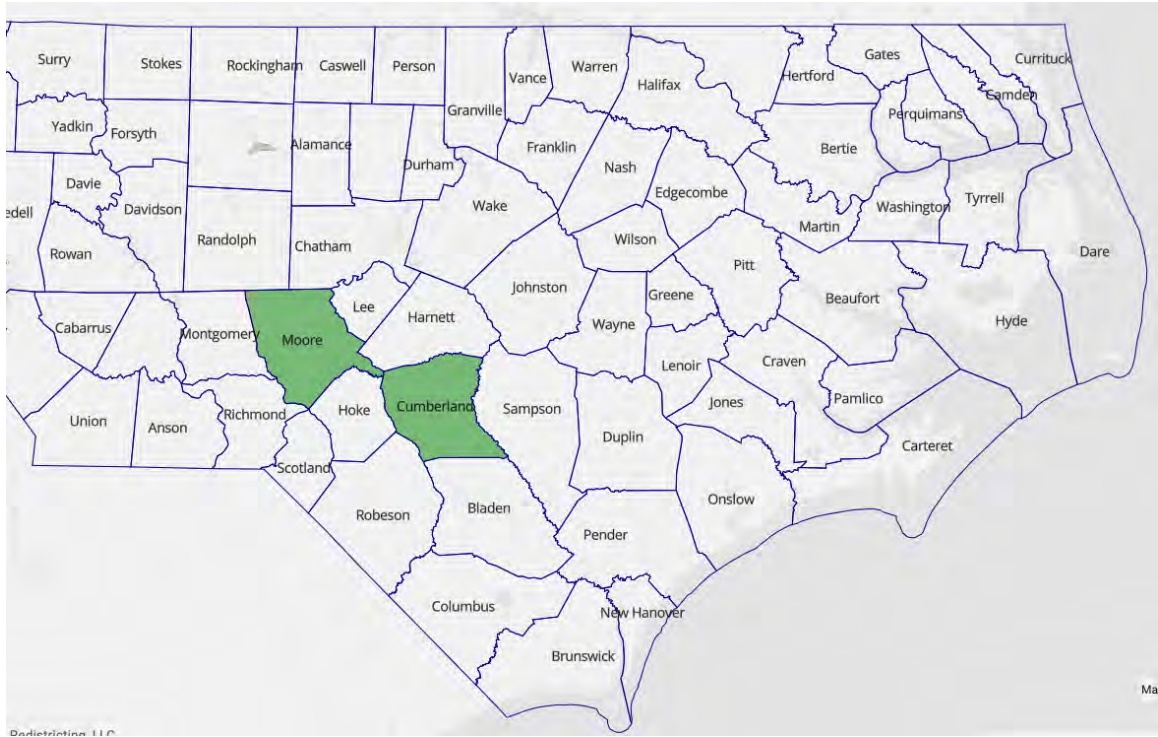 Surry
Stokes
Rockingham
Caswell
Person
Granville
Vance
Warren
Halifax
Hertford
Gates
Currituck
Camden
Perquimans
Yadkin
Forsyth
Alamance
Durham
Franklin
Nash
Edgecombe
Bertie
Davie
edell
Davidson
Wake
Martin
Washington
Tyrrell
Rowan
Randolph
Chatham
Wilson
Pitt
Dare
Cabarrus
Montgomery
Moore
Lee
Harnett
Johnston
Greene
Wayne
Beaufort
Hyde
Union
Anson
Richmond
Hoke
Cumberland
Sampson
Lenoir
Craven
Jones
Pamlico
Duplin
Carteret
Scotland
Robeson
Bladen
Onslow
Pender
Columbus
New Hanover
Brunswick
Ma
Redistricting, LLC